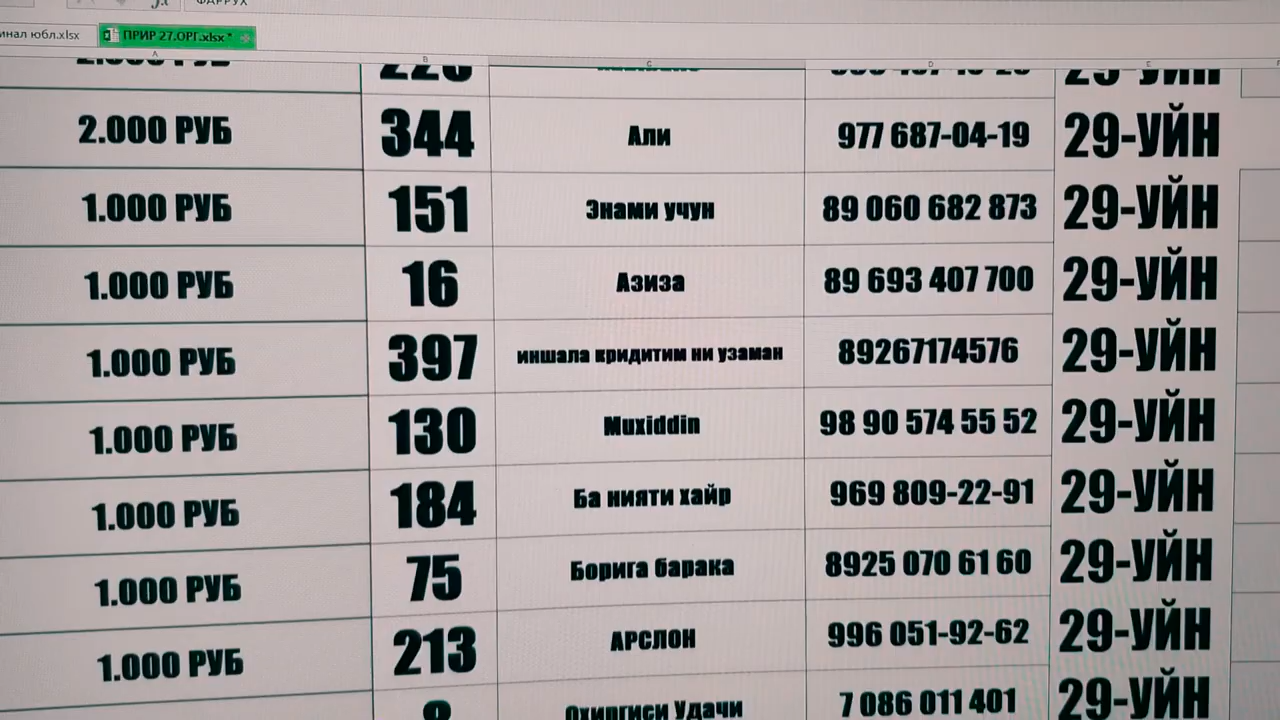 ФАРРУХ
инал юбл.xlsx ПРИР 27.ОРГ.xlsx *
A B C D E
2.000 РУБ 344 Али 977 687-04-19 29-УЙН
1.000 РУБ 151 Знами учун 89 060 682 873 29-УЙН
1.000 РУБ 16 Азиза 89 693 407 700 29-УЙН
1.000 РУБ 397 иншала кридитим ни узаман 89267174576 29-УЙН
1.000 РУБ 130 Muxiddin 98 90 574 55 52 29-УЙН
1.000 РУБ 184 Ба нияти хайр 969 809-22-91 29-УЙН
1.000 РУБ 75 Борига барака 8925 070 61 60 29-УЙН
1.000 РУБ 213 АРСЛОН 996 051-92-62 29-УЙН
8 Охиргиси Удачи 7 086 011 401 29-УЙН